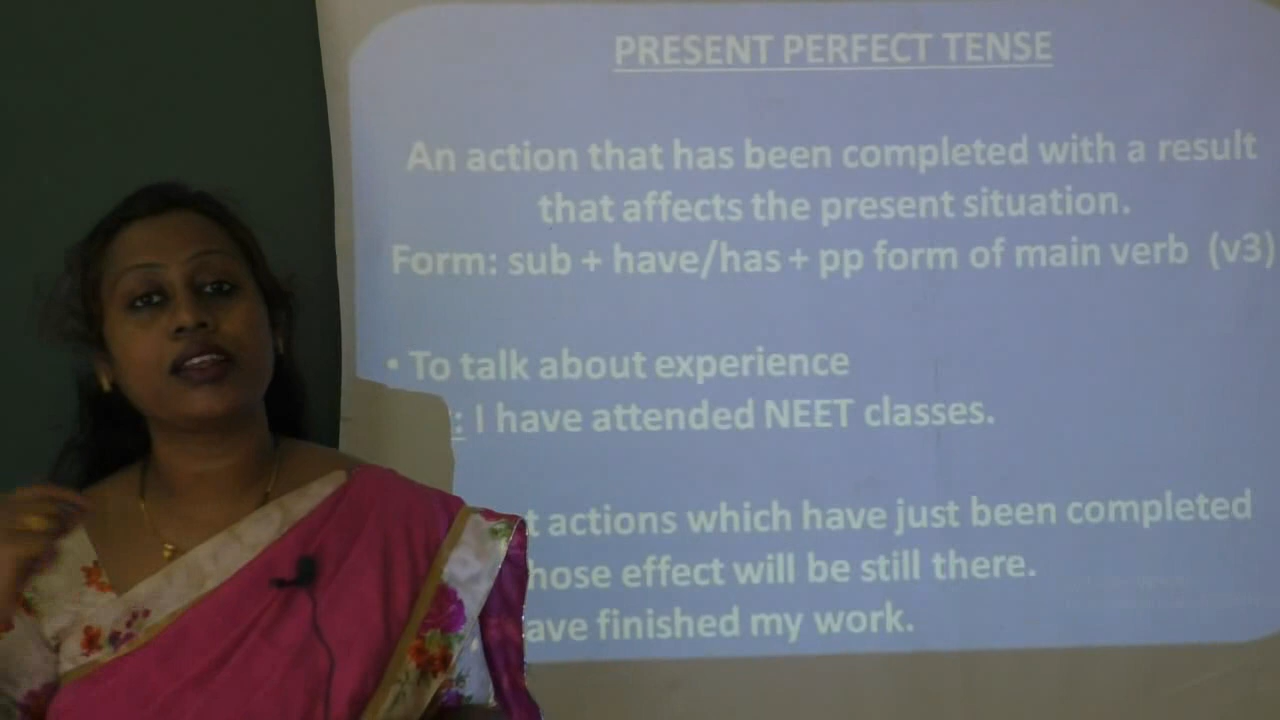 PRESENT PERFECT TENSE
An action that has been completed with a result
that affects the present situation.
Form: sub + have/has + pp form of main verb (v3)
• To talk about experience
: I have attended NEET classes.
t actions which have just been completed
hose effect will be still there.
ave finished my work.